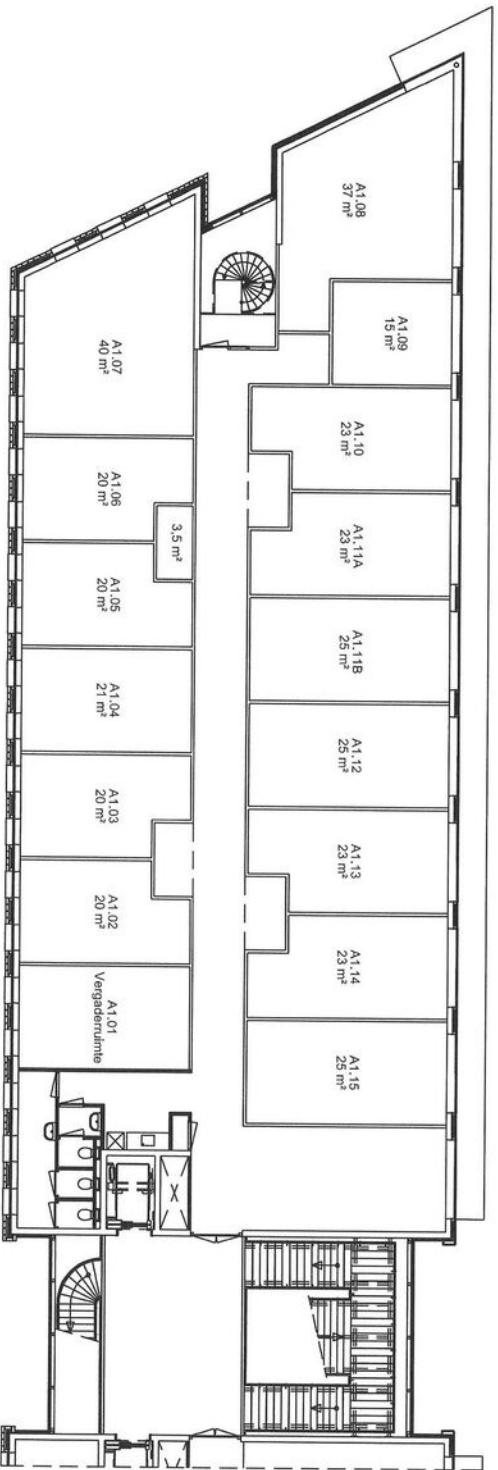 A1.08
37 m²
A1.09
15 m²
A1.10
23 m²
A1.11A
23 m²
A1.11B
25 m²
A1.12
25 m²
A1.13
23 m²
A1.14
23 m²
A1.15
25 m²
A1.07
40 m²
A1.06
20 m²
3,5 m²
A1.05
20 m²
A1.04
21 m²
A1.03
20 m²
A1.02
20 m²
A1.01
Vergaderruimte